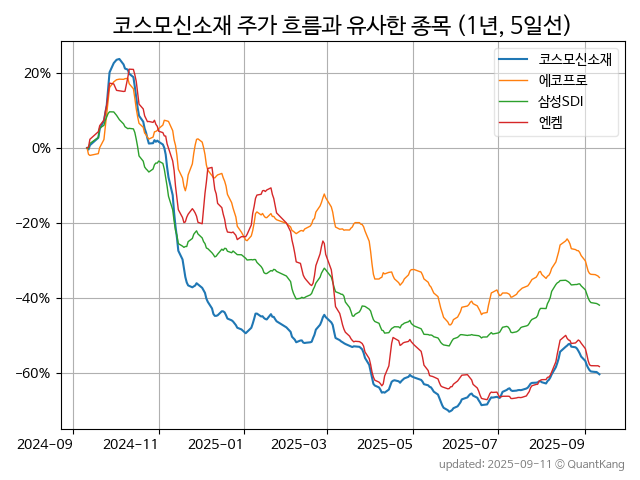 코스모신소재 주가 흐름과 유사한 종목 (1년, 5일선)
코스모신소재
에코프로
삼성SDI
엔켐
20%
0%
−20%
−40%
−60%
2024-09 2024-11 2025-01 2025-03 2025-05 2025-07 2025-09
updated: 2025-09-11 © QuantKang